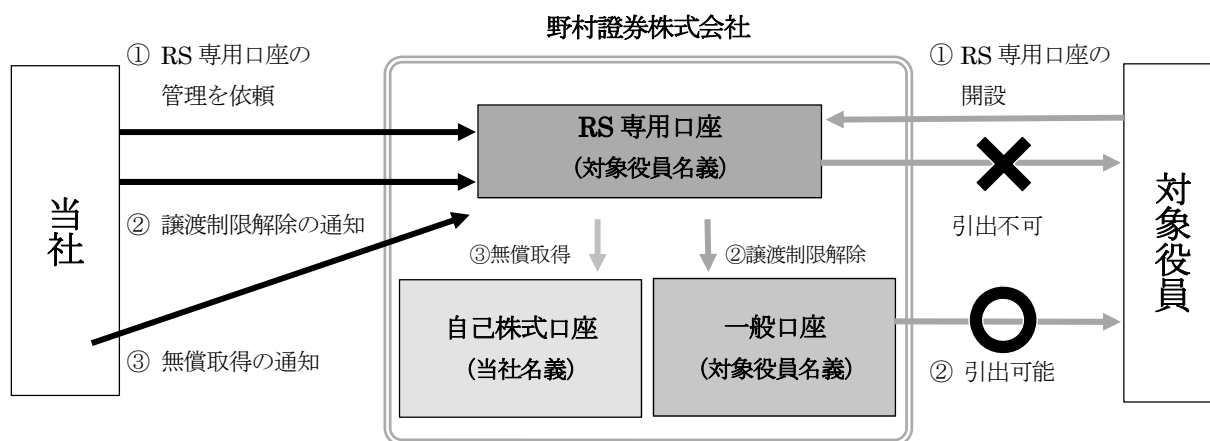 野村證券株式会社
① RS 専用口座の
管理を依頼
② 譲渡制限解除の通知
③ 無償取得の通知
当社
RS 専用口座
(対象役員名義)
③無償取得
②譲渡制限解除
自己株式口座
(当社名義)
一般口座
(対象役員名義)
① RS 専用口座の
開設
引出不可
② 引出可能
対象役員